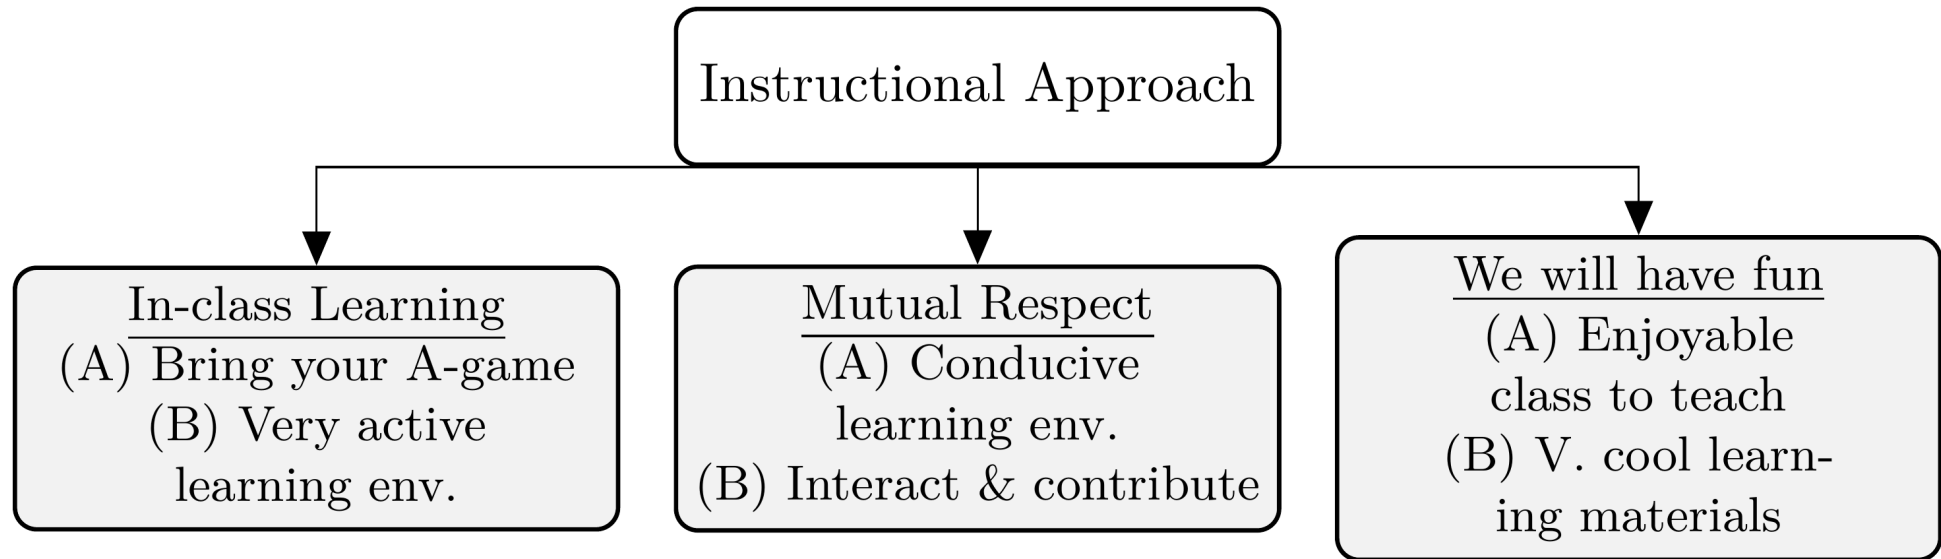 Instructional Approach
In-class Learning
(A) Bring your A-game
(B) Very active
learning env.
Mutual Respect
(A) Conducive
learning env.
(B) Interact & contribute
We will have fun
(A) Enjoyable
class to teach
(B) V. cool learn-
ing materials